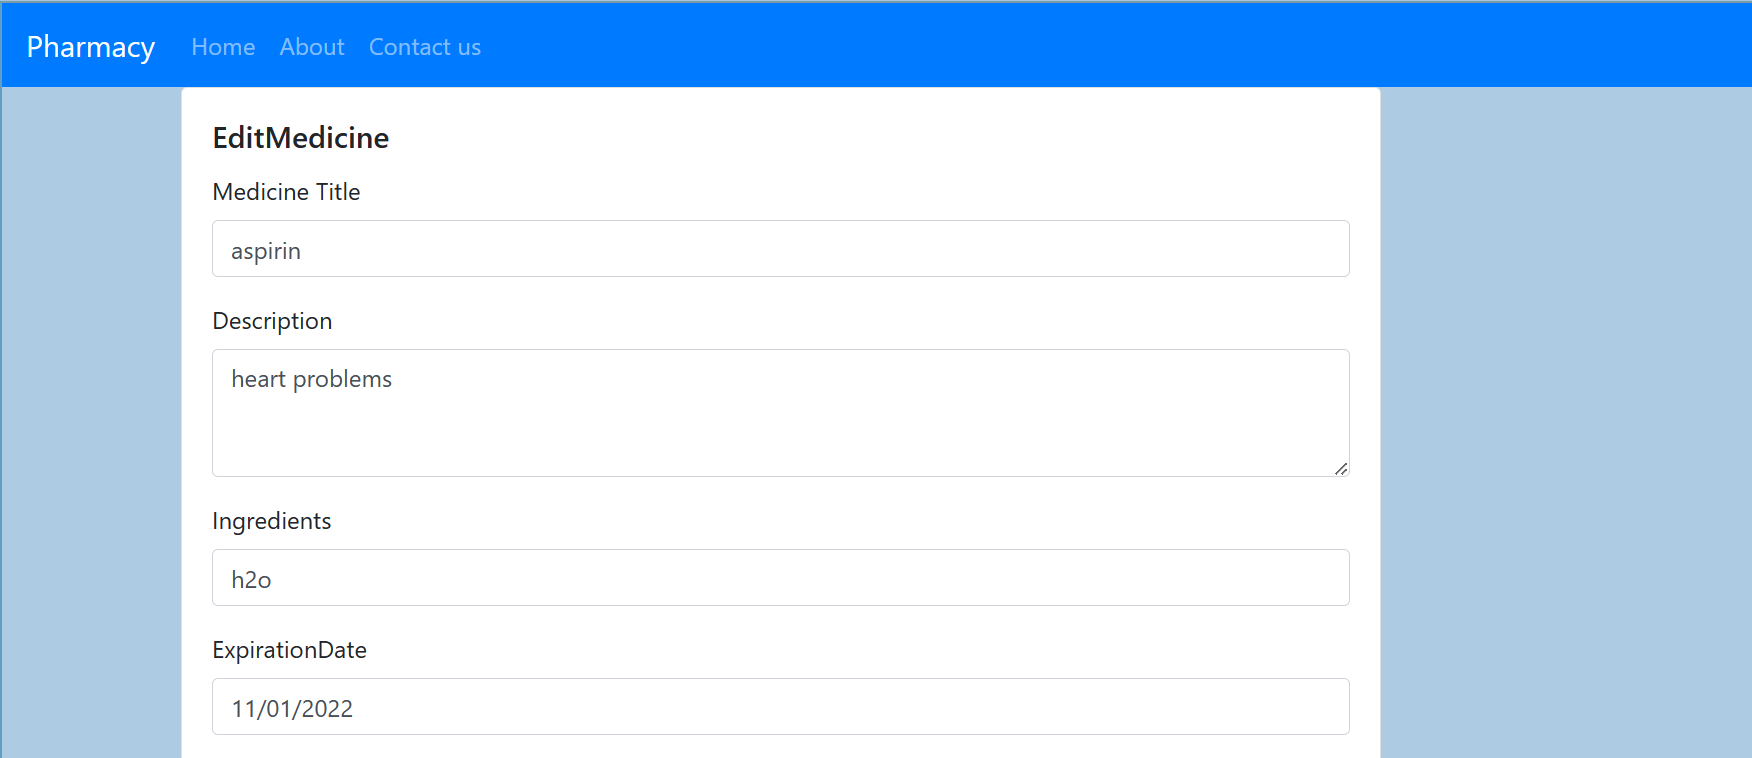 Pharmacy Home About Contact us
EditMedicine
Medicine Title
aspirin
Description
heart problems
Ingredients
h2o
ExpirationDate
11/01/2022